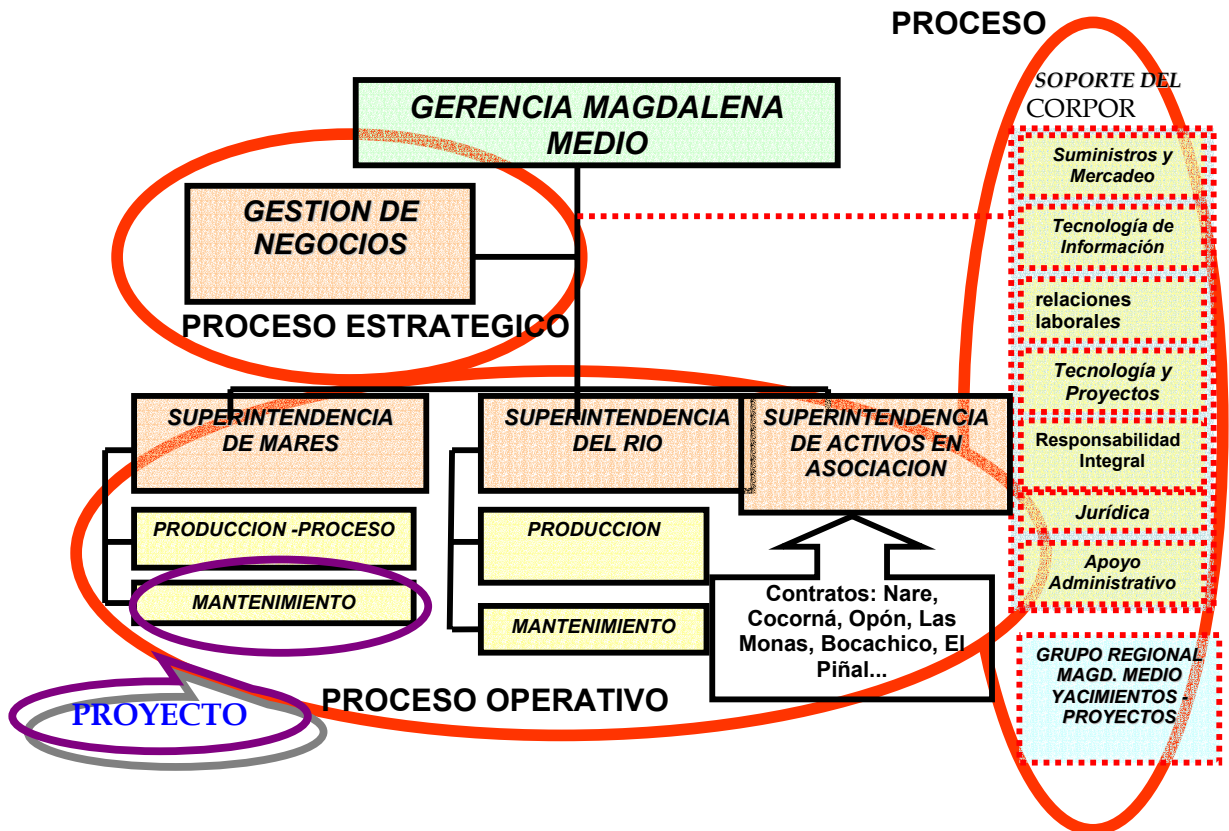 PROCESO
SOPORTE DEL
CORPOR
GERENCIA MAGDALENA
MEDIO
GESTION DE
NEGOCIOS
PROCESO ESTRATEGICO
Suministros y
Mercadeo
Tecnología de
Información
relaciones
laborales
Tecnología y
Proyectos
Responsabilidad
Integral
Jurídica
Apoyo
Administrativo
GRUPO REGIONAL
MAGD. MEDIO
YACIMIENTOS -
PROYECTOS
SUPERINTENDENCIA
DE MARES
PRODUCCION -PROCESO
MANTENIMIENTO
SUPERINTENDENCIA
DEL RIO
PRODUCCION
MANTENIMIENTO
SUPERINTENDENCIA
DE ACTIVOS EN
ASOCIACION
Contratos: Nare,
Cocorná, Opón, Las
Monas, Bocachico, El
Piñal...
PROCESO OPERATIVO
PROYECTO